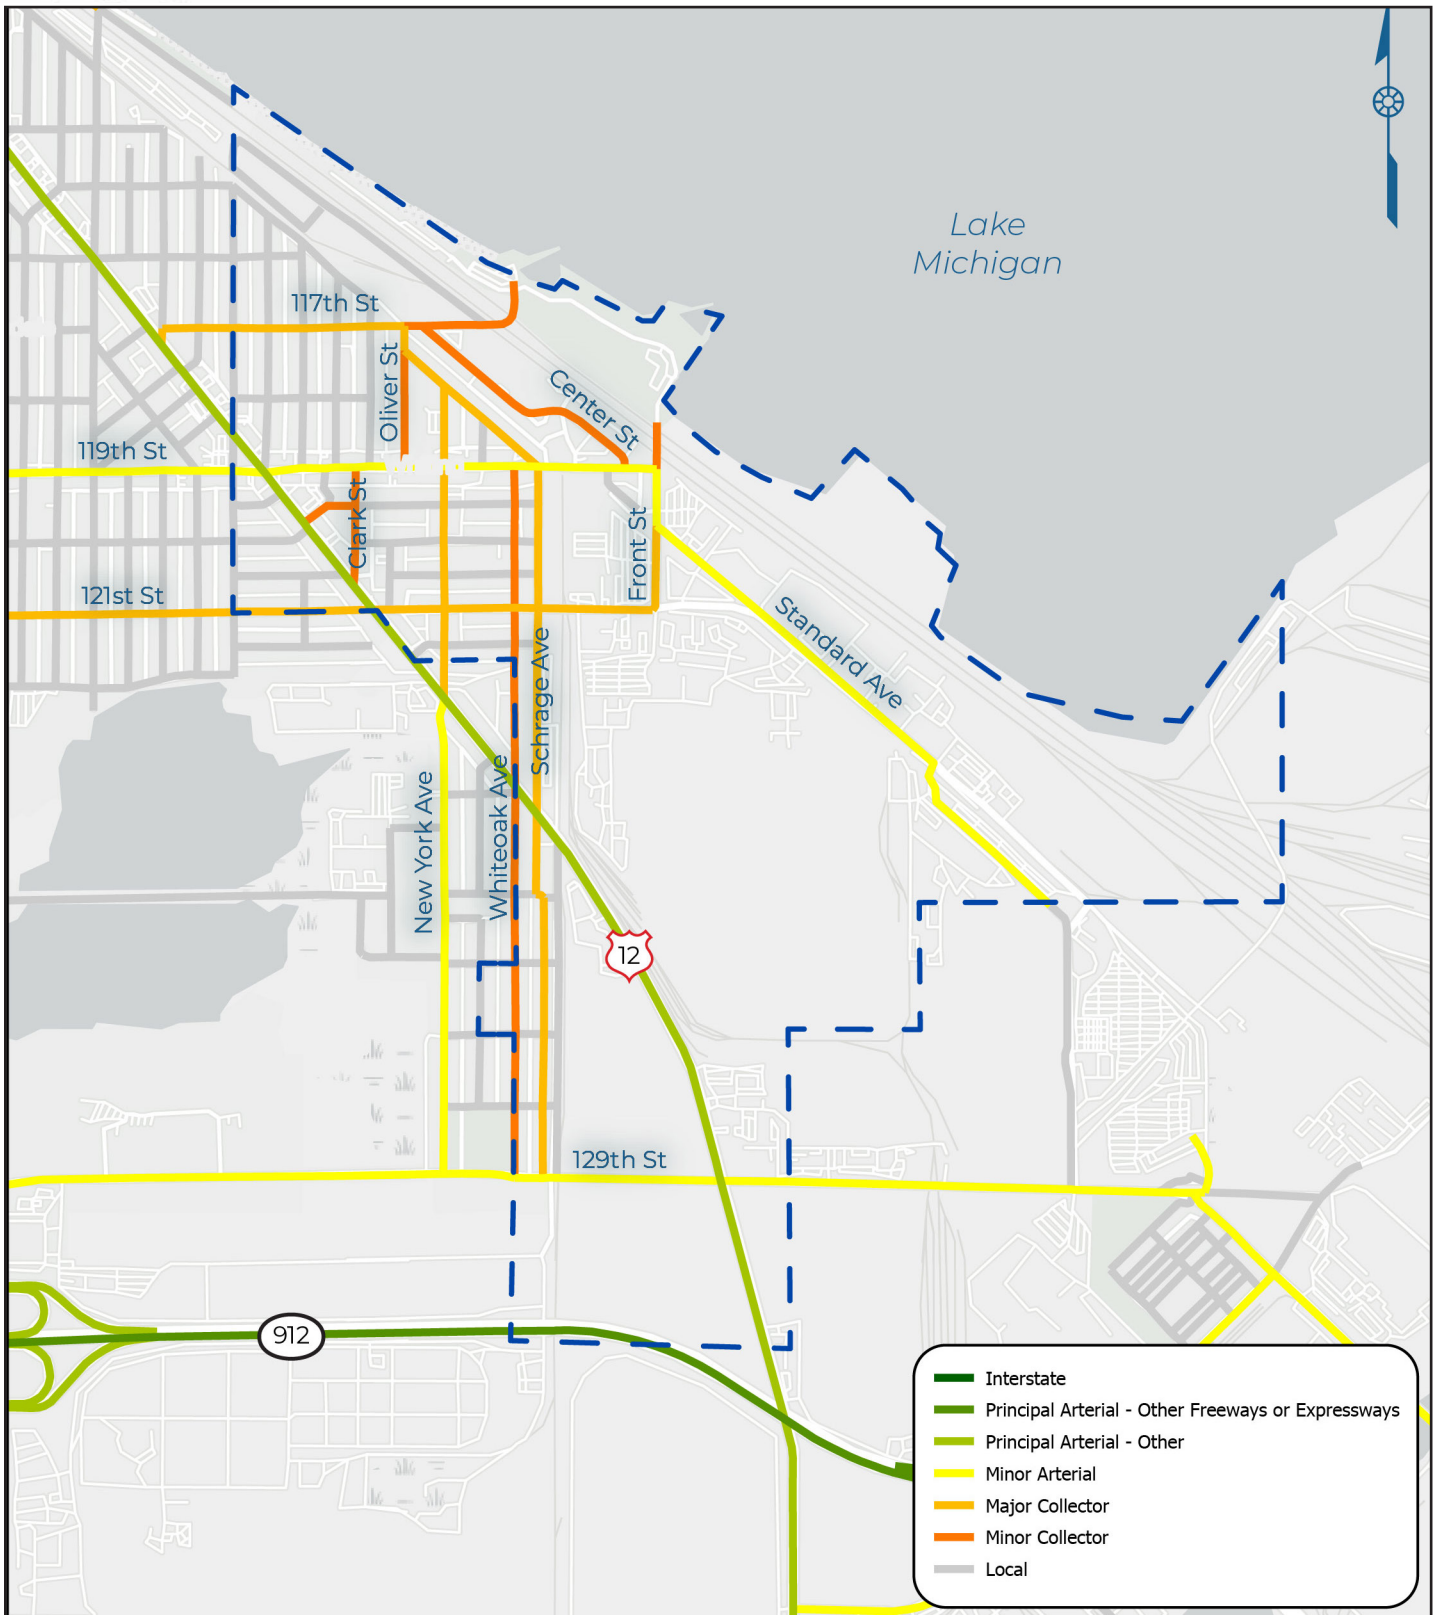 Lake
Michigan
117th St
Oliver St
Center St
119th St
Clark St
Front St
121st St
Standard Ave
Schrage Ave
Whiteoak Ave
New York Ave
12
129th St
912
Interstate
Principal Arterial - Other Freeways or Expressways
Principal Arterial - Other
Minor Arterial
Major Collector
Minor Collector
Local